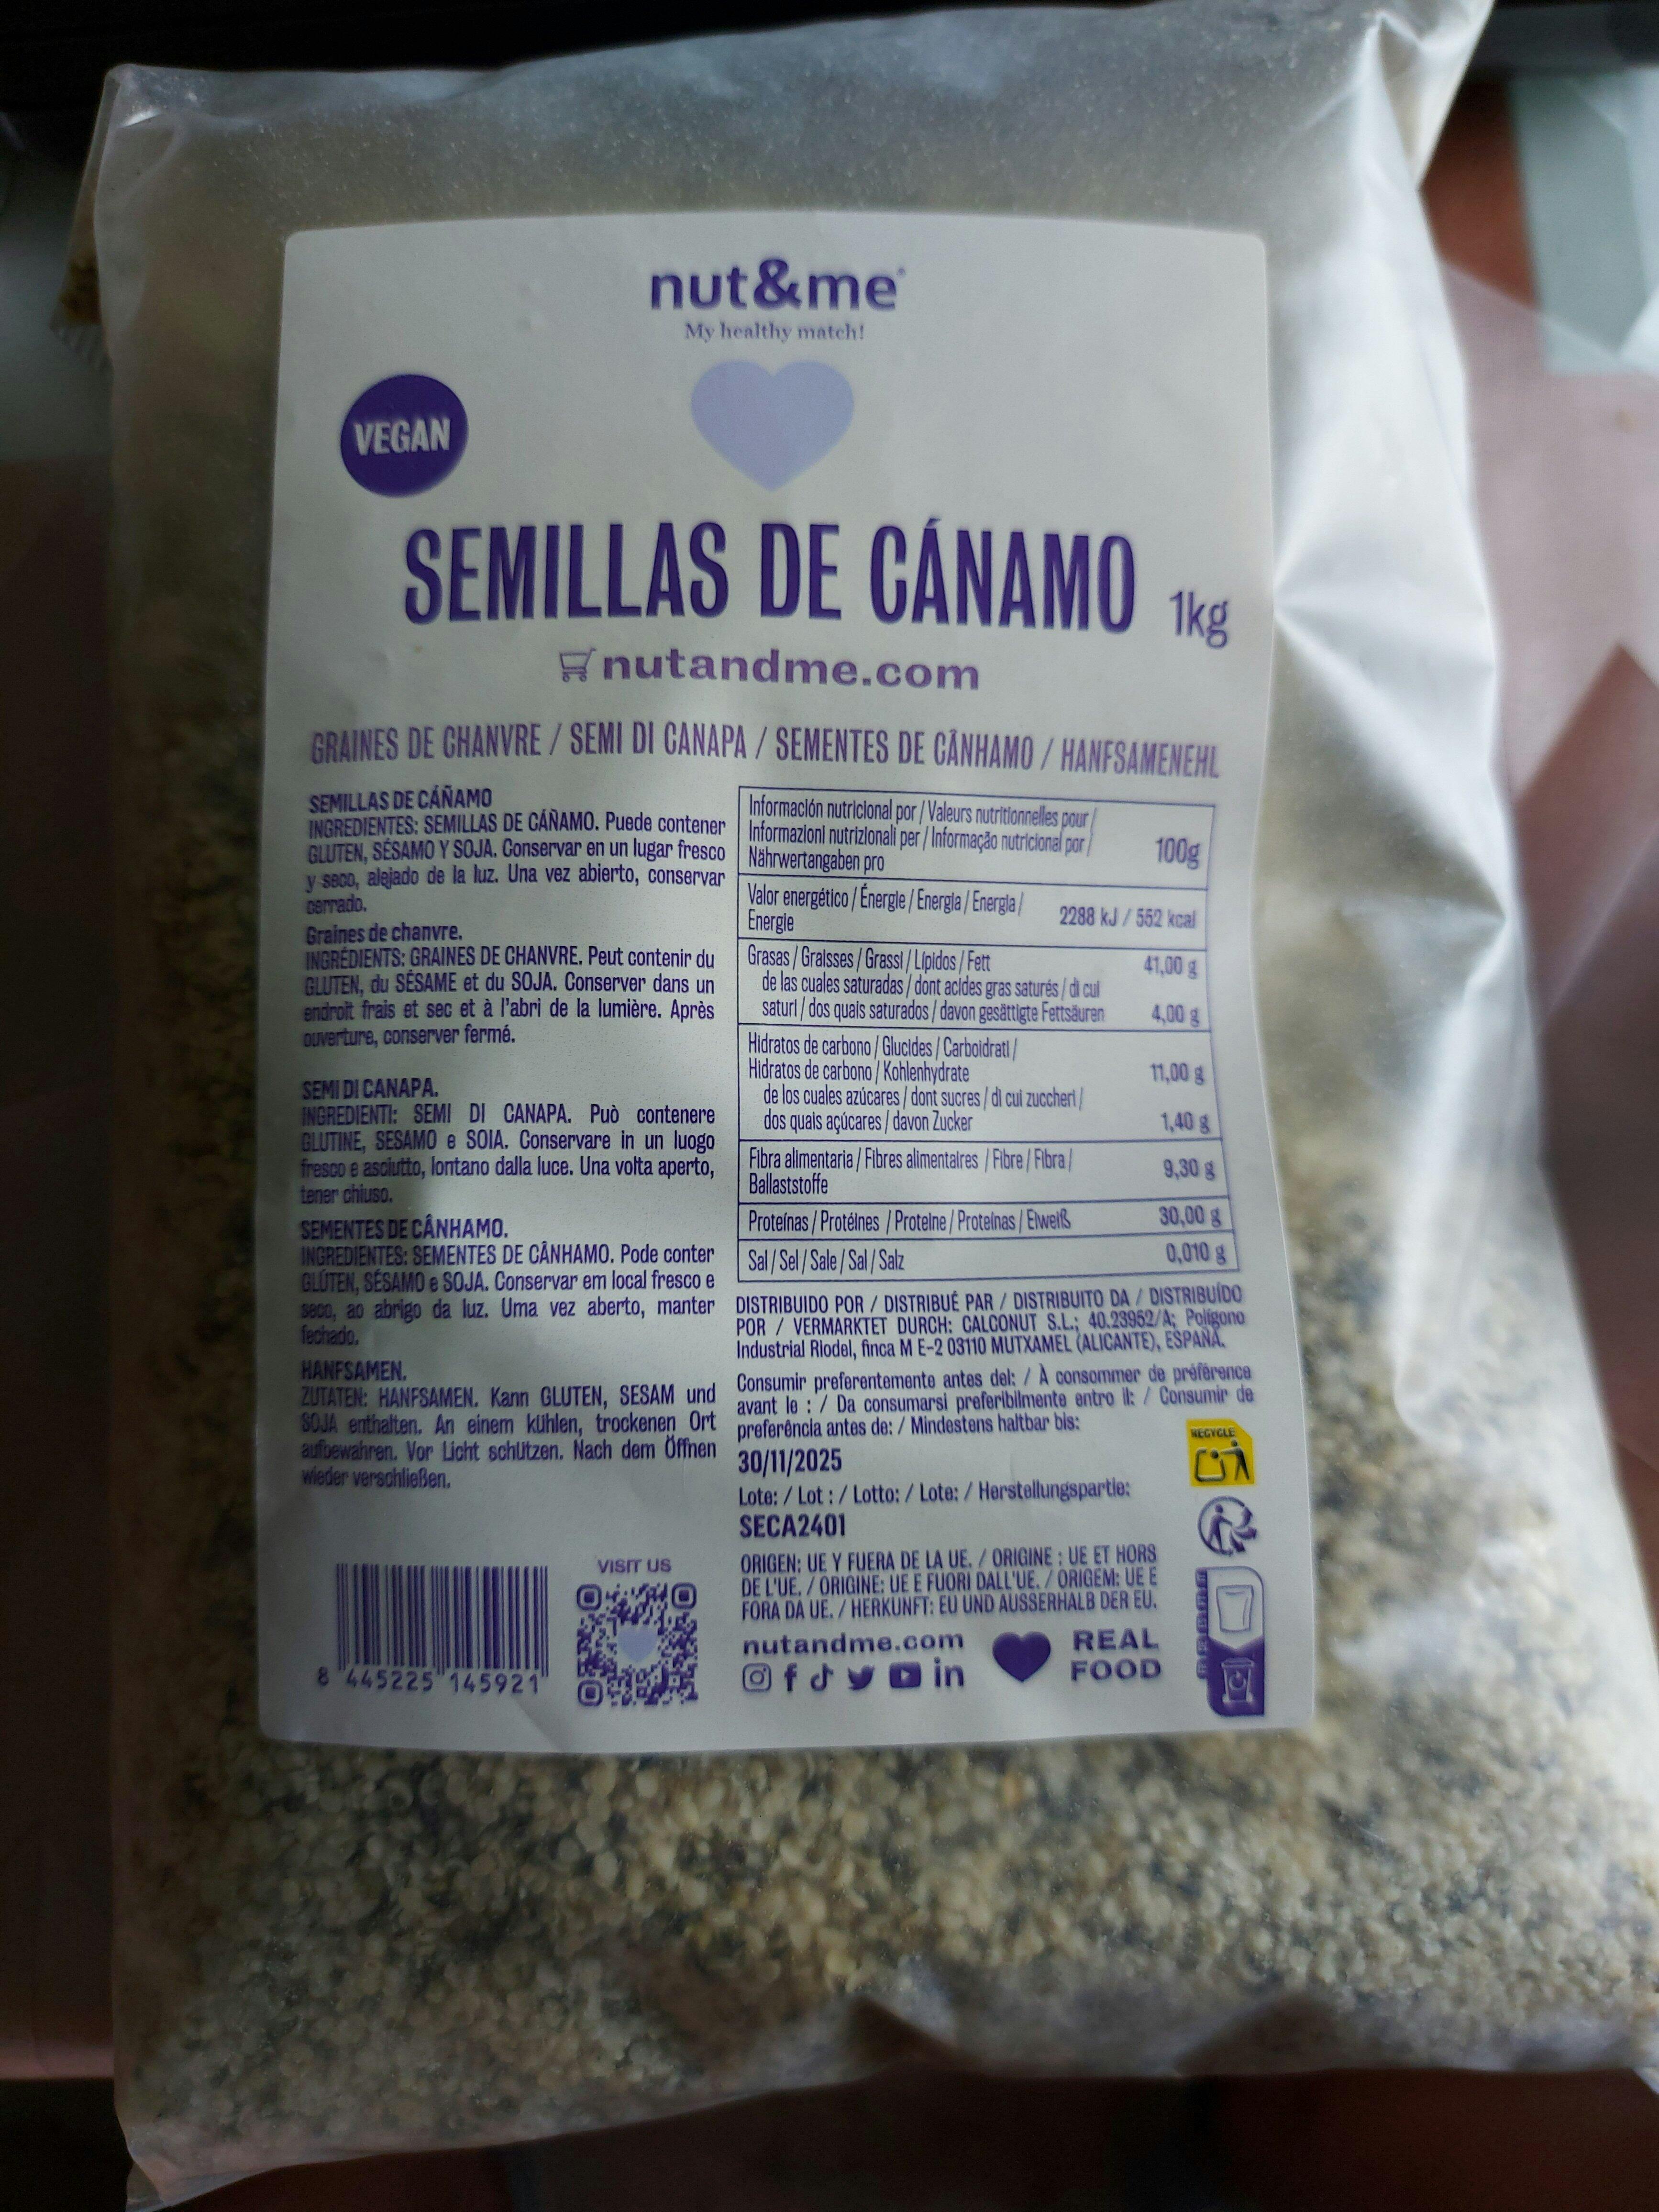 nut&me®
My healthy match!
VEGAN
SEMILLAS DE CÁNAMO 1kg
nutandme.com
GRAINES DE CHANVRE / SEMI DI CANAPA / SEMENTES DE CÂNHAMO / HANFSAMENEHL
SEMILLAS DE CÁÑAMO
INGREDIENTES: SEMILLAS DE CÁÑAMO. Puede contener
GLUTEN, SÉSAMO Y SOJA. Conservar en un lugar fresco
y seco, alejado de la luz. Una vez abierto, conservar
cerrado.
Graines de chanvre.
INGRÉDIENTS: GRAINES DE CHANVRE. Peut contenir du
GLUTEN, du SÉSAME et du SOJA. Conserver dans un
endroit frais et sec et à l'abri de la lumière. Après
ouverture, conserver fermé.
SEMI DI CANAPA.
INGREDIENTI: SEMI DI CANAPA. Può contenere
GLUTINE, SESAMO e SOIA. Conservare in un luogo
fresco e asciutto, lontano dalla luce. Una volta aperto,
tener chiuso.
SEMENTES DE CÂNHAMO.
INGREDIENTES: SEMENTES DE CÂNHAMO. Pode conter
GLÚTEN, SÉSAMO e SOJA. Conservar em local fresco e
seco, ao abrigo da luz. Uma vez aberto, manter
fechado.
HANFSAMEN.
ZUTATEN: HANFSAMEN. Kann GLUTEN, SESAM und
SOJA enthalten. An einem kühlen, trockenen Ort
aufbewahren. Vor Licht schützen. Nach dem Öffnen
wieder verschließen.
Información nutricional por / Valeurs nutritionnelles pour /
Informazioni nutrizionali per / Informação nutricional por /
Nährwertangaben pro 100g
Valor energético / Énergie / Energia / Energia /
Energie 2288 kJ / 552 kcal
Grasas / Graisses / Grassi / Lípidos / Fett 41,00 g
de las cuales saturadas / dont acides gras saturés / di cui
saturi / dos quais saturados / davon gesättigte Fettsäuren 4,00 g
Hidratos de carbono / Glucides / Carboidrati /
Hidratos de carbono / Kohlenhydrate 11,00 g
de los cuales azúcares / dont sucres / di cui zuccheri /
dos quais açúcares / davon Zucker 1,40 g
Fibra alimentaria / Fibres alimentaires / Fibre / Fibra /
Ballaststoffe 9,30 g
Proteínas / Protéines / Proteine / Proteínas / Eiweiß 30,00 g
Sal / Sel / Sale / Sal / Salz 0,010 g
DISTRIBUIDO POR / DISTRIBUÉ PAR / DISTRIBUITO DA / DISTRIBUÍDO
POR / VERMARKTET DURCH: CALCONUT S.L.; 40.23952/A; Polígono
Industrial Riodel, finca M E-2 03110 MUTXAMEL (ALICANTE), ESPAÑA.
Consumir preferentemente antes del: / À consommer de préférence
avant le : / Da consumarsi preferibilmente entro il: / Consumir de
preferência antes de: / Mindestens haltbar bis:
30/11/2025
Lote: / Lot : / Lotto: / Lote: / Herstellungspartie:
SECA2401
ORIGEN: UE Y FUERA DE LA UE. / ORIGINE : UE ET HORS
DE L'UE. / ORIGINE: UE E FUORI DALL'UE. / ORIGEM: UE E
FORA DA UE. / HERKUNFT: EU UND AUSSERHALB DER EU.
RECYCLE
nutandme.com
REAL
FOOD
VISIT US
8 445225 145921